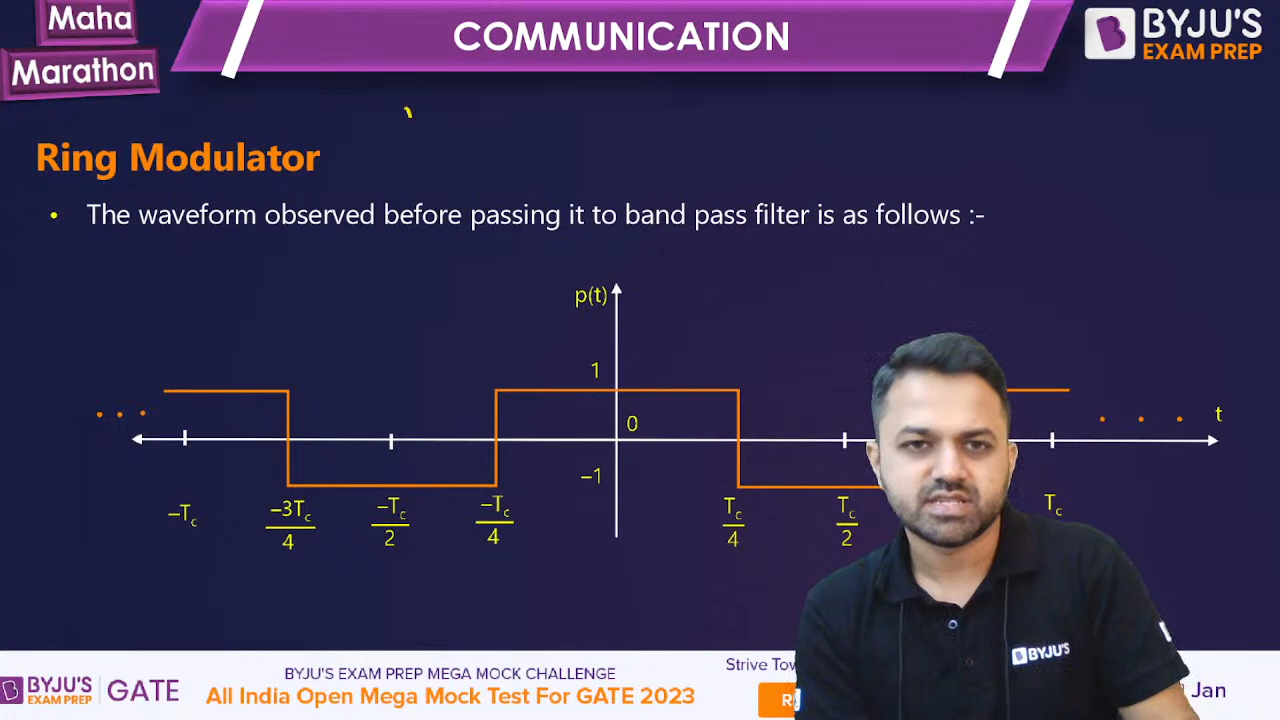 Maha
Marathon
COMMUNICATION
BYJU'S
EXAM PREP
Ring Modulator
• The waveform observed before passing it to band pass filter is as follows :-
p(t)
1
0
t
–1
–T_c
–3T_c/4
–T_c/2
–T_c/4
T_c/4
T_c/2
T_c
BYJU'S
BYJU'S EXAM PREP MEGA MOCK CHALLENGE
Strive
BYJU'S
EXAM PREP
GATE
All India Open Mega Mock Test For GATE 2023
Jan